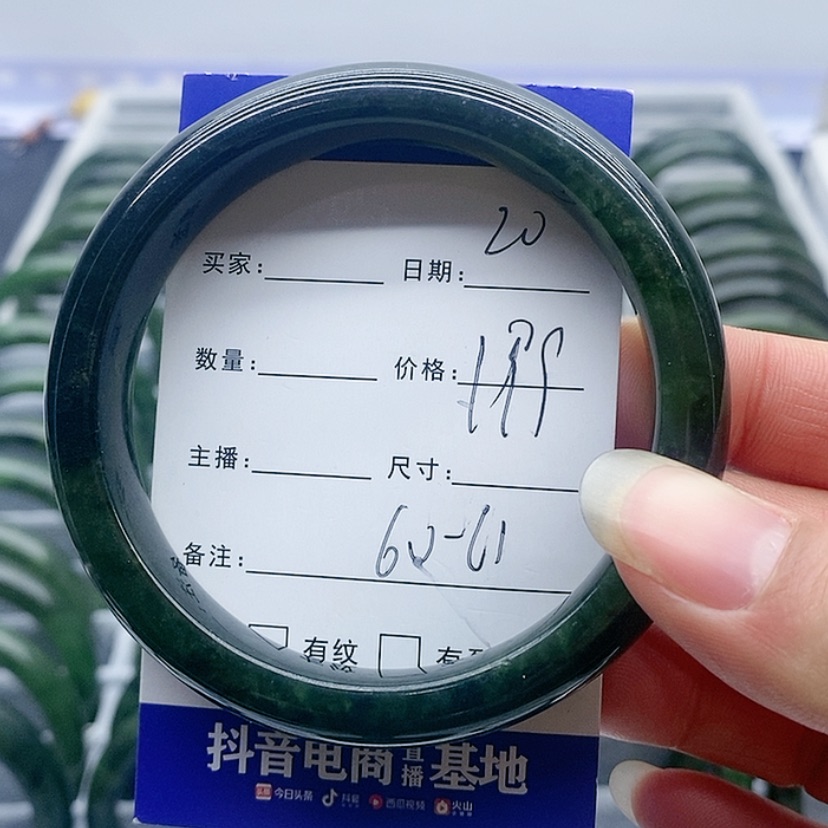 20
买家: 日期:
数量: 价格: 199
主播: 尺寸:
60-61
备注:
有纹
抖音电商直播基地
今日头条 抖音 西瓜视频 火山